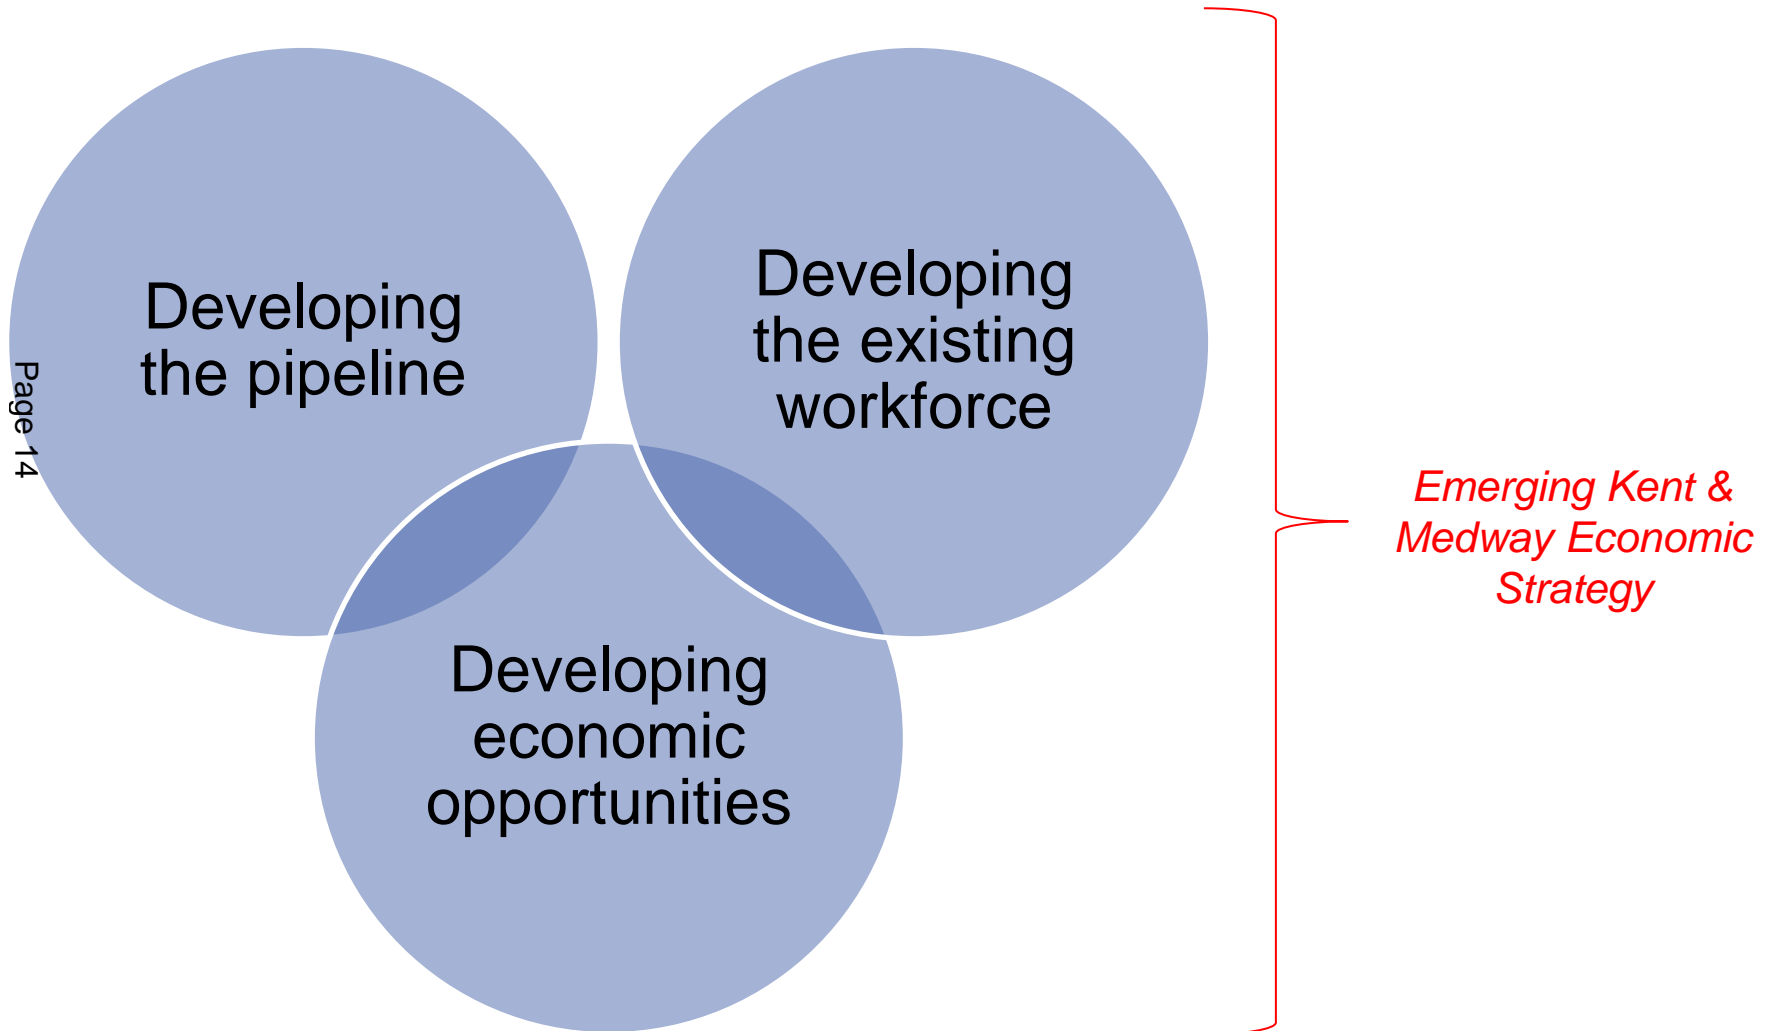 Developing
the pipeline
Developing
the existing
workforce
Developing
economic
opportunities
Emerging Kent &
Medway Economic
Strategy
Page 14